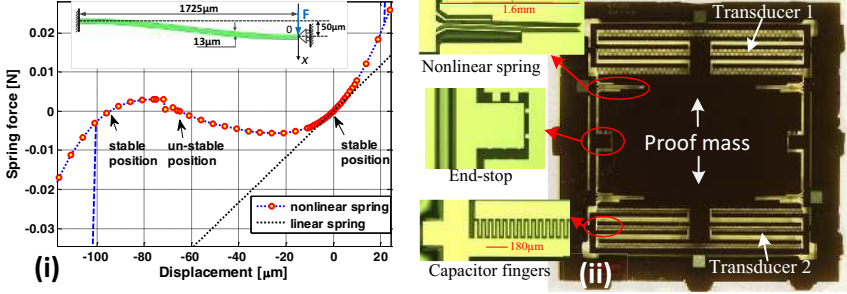 1725μm
F
0
50μm
13μm
x
0.02
0.01
0
-0.01
-0.02
-0.03
Spring force [N]
stable
position
un-stable
position
stable
position
nonlinear spring
linear spring
-100
-80
-60
-40
-20
0
20
Displacement [μm]
(i)
1.6mm
Nonlinear spring
End-stop
180μm
Capacitor fingers
Transducer 1
Proof mass
Transducer 2
(ii)